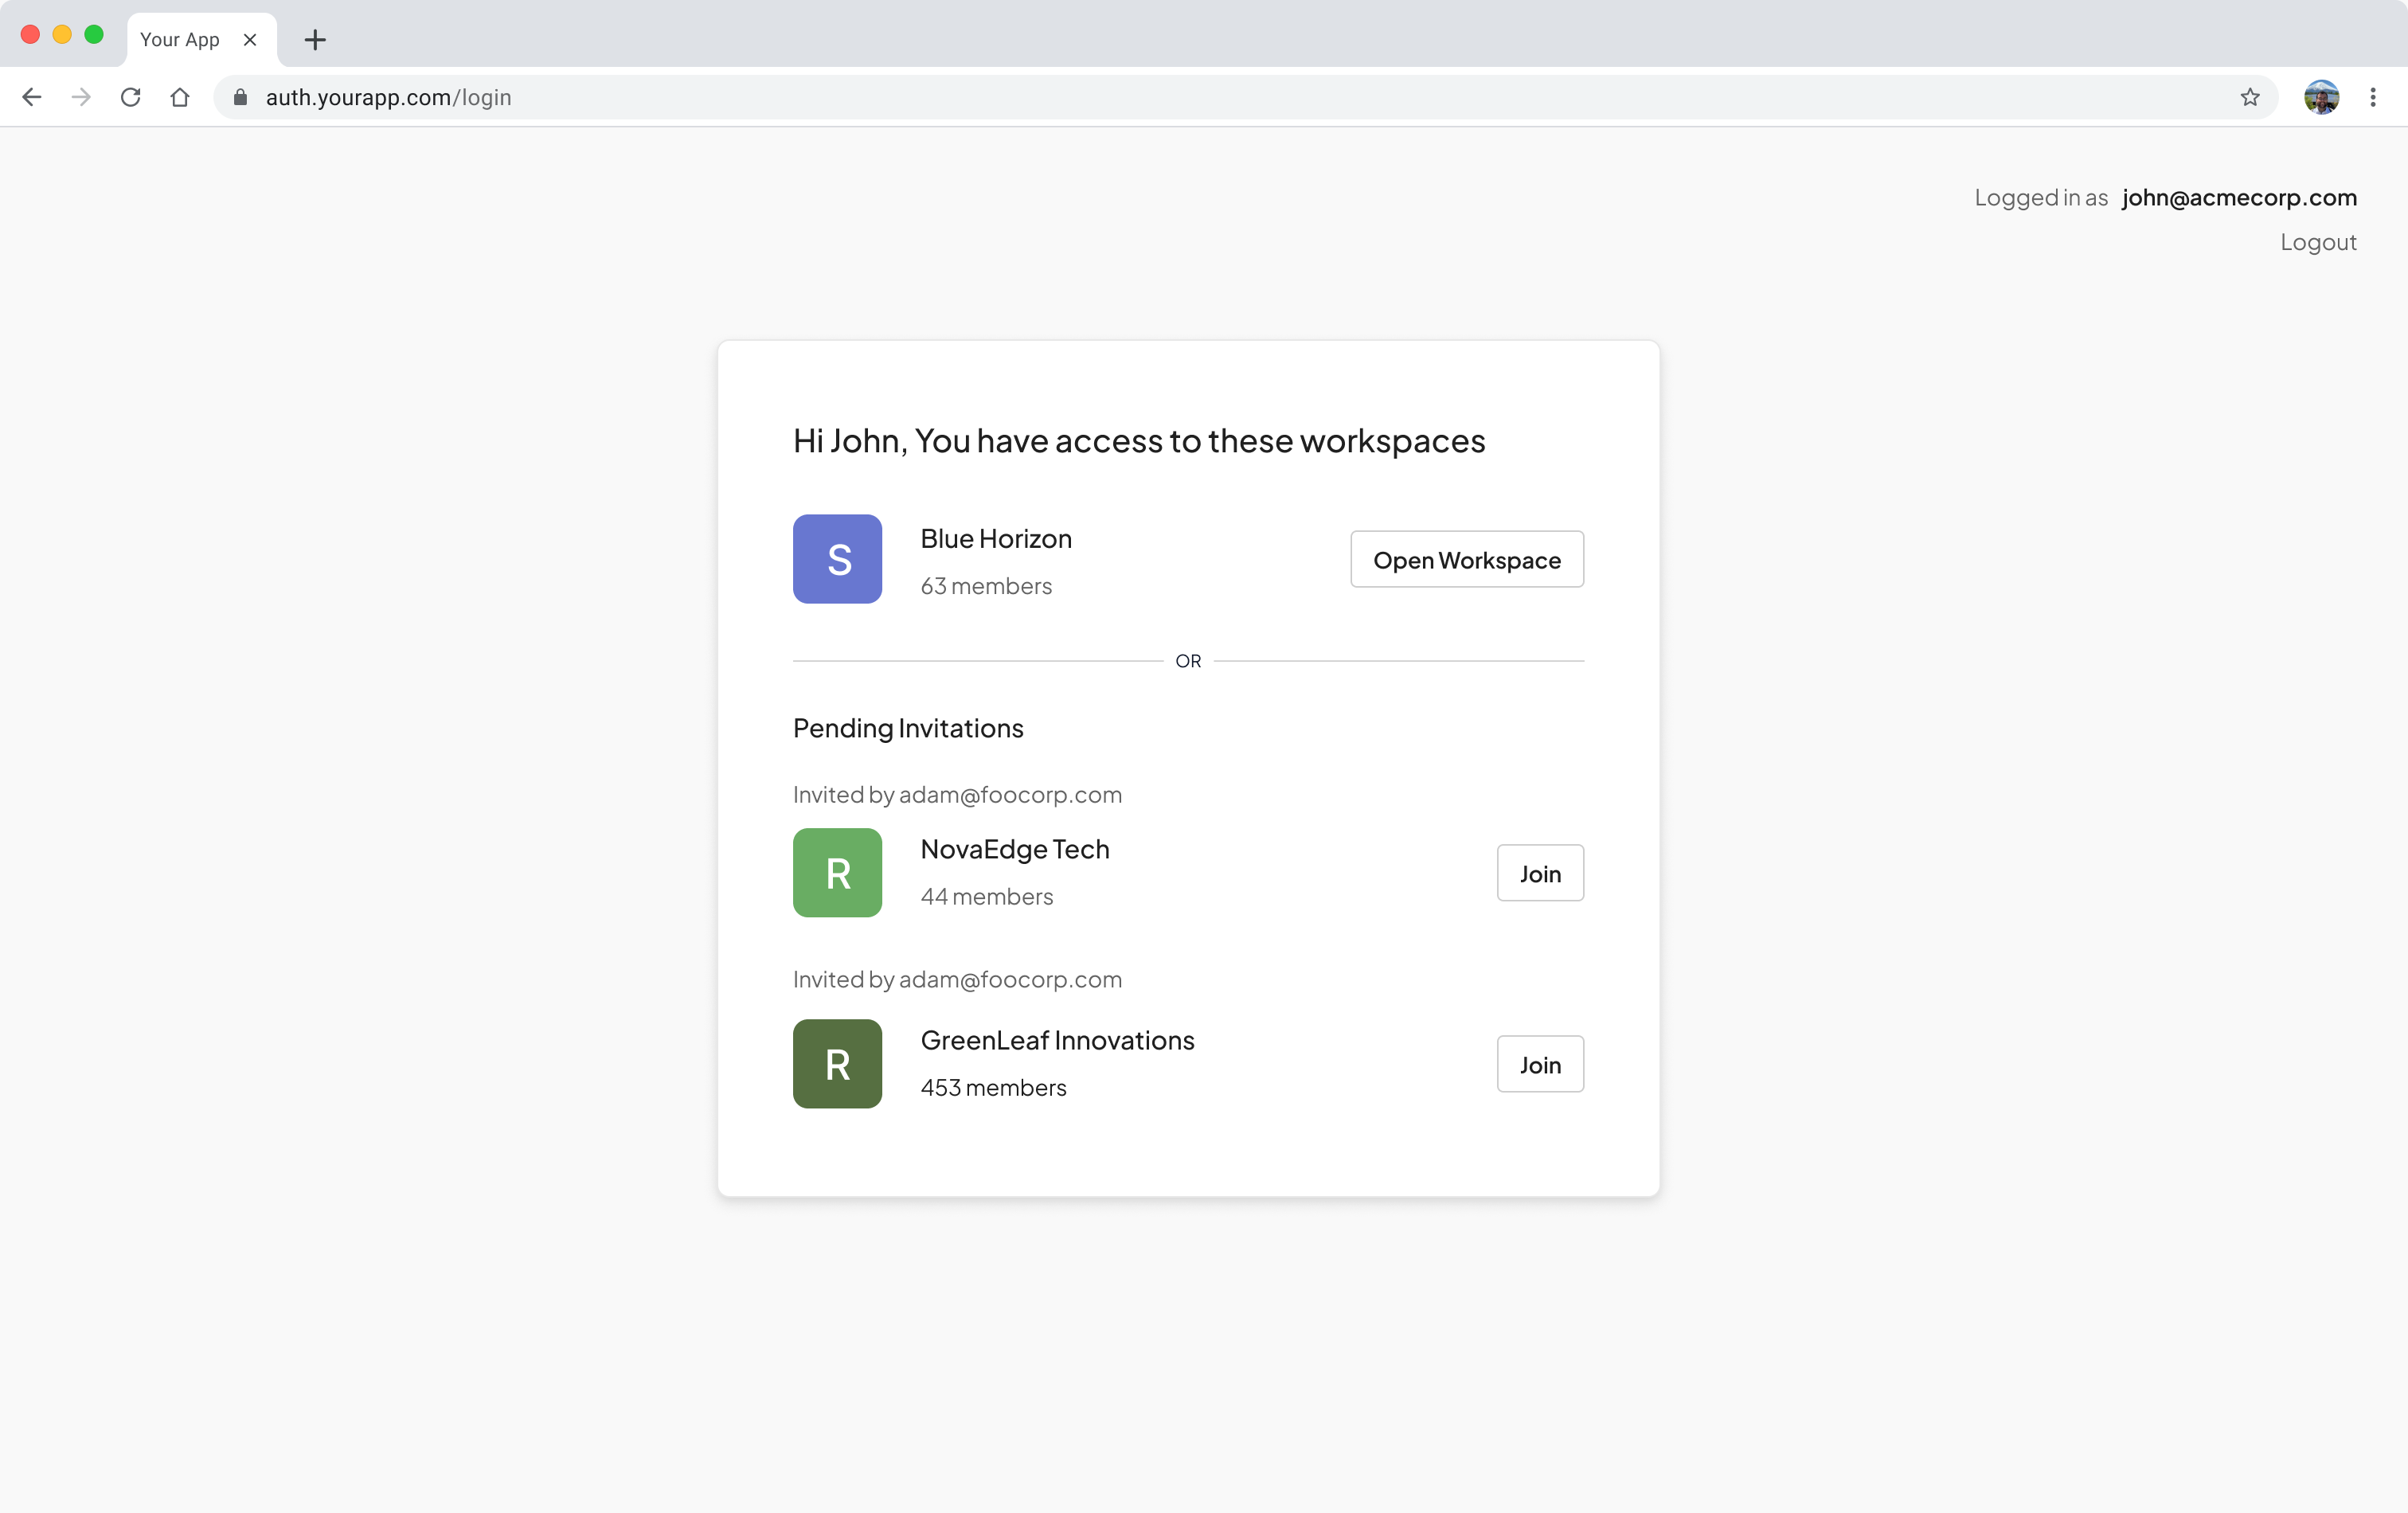 Your App
auth.yourapp.com/login
Logged in as john@acmecorp.com
Logout
Hi John, You have access to these workspaces
S
Blue Horizon
63 members
Open Workspace
OR
Pending Invitations
Invited by adam@foocorp.com
R
NovaEdge Tech
44 members
Join
Invited by adam@foocorp.com
R
GreenLeaf Innovations
453 members
Join